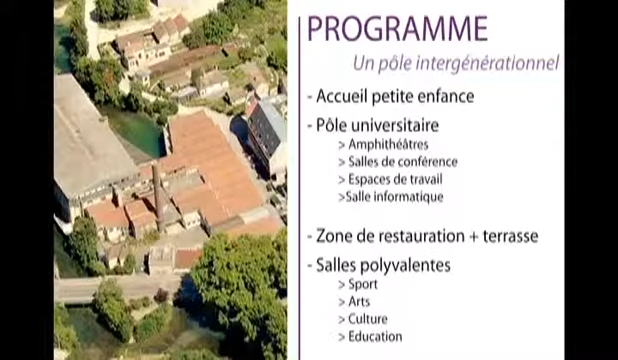 PROGRAMME
Un pôle intergénérationnel
- Accueil petite enfance
- Pôle universitaire
> Amphithéâtres
> Salles de conférence
> Espaces de travail
>Salle informatique
- Zone de restauration + terrasse
- Salles polyvalentes
> Sport
> Arts
> Culture
> Education